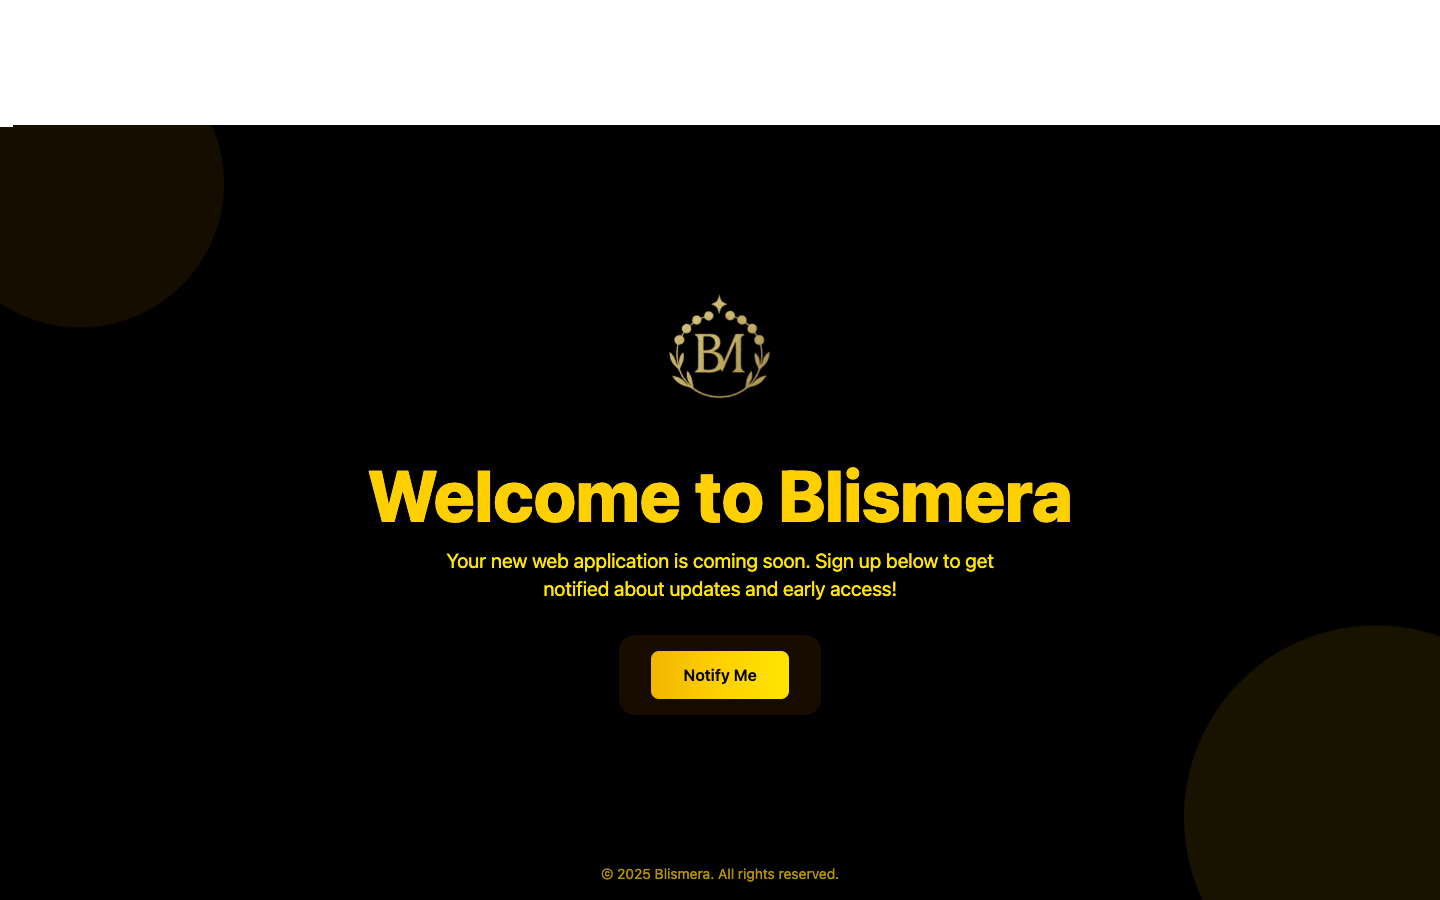 BM
Welcome to Blismera
Your new web application is coming soon. Sign up below to get
notified about updates and early access!
Notify Me
© 2025 Blismera. All rights reserved.